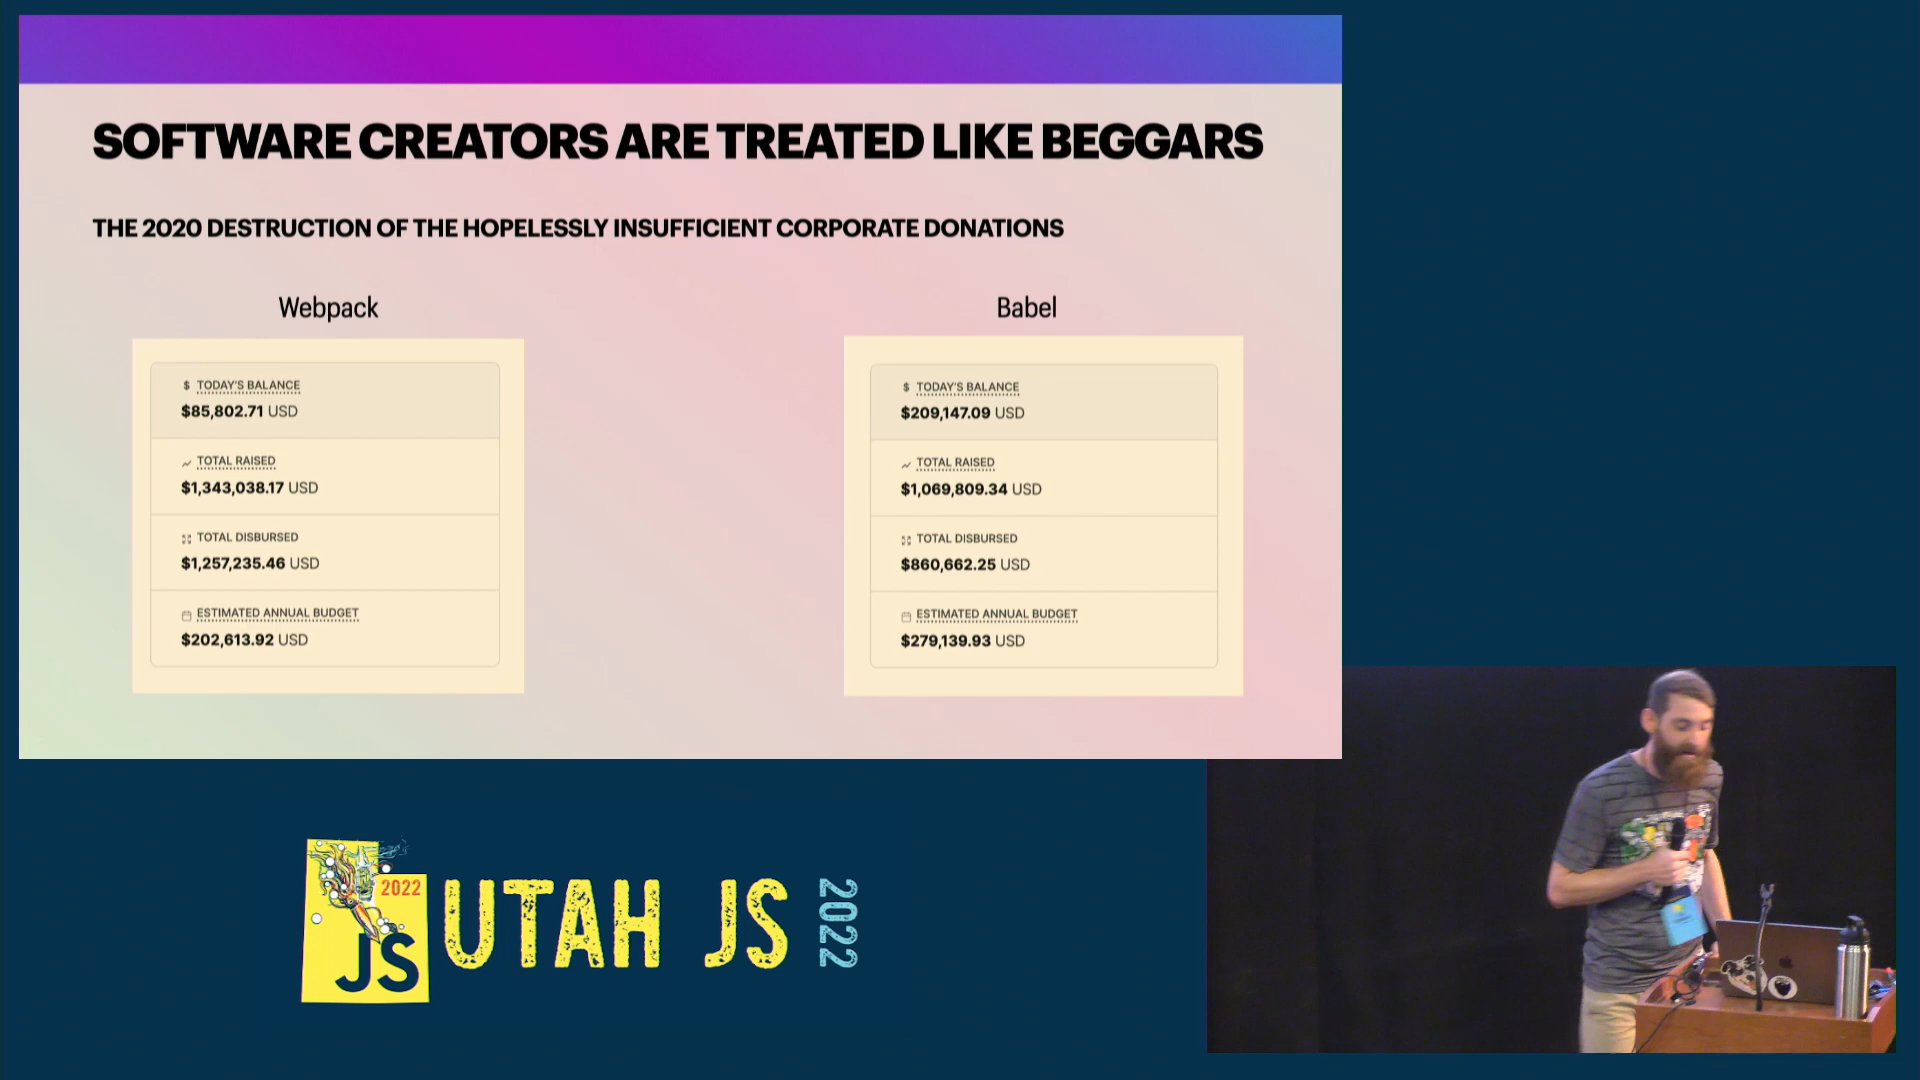 SOFTWARE CREATORS ARE TREATED LIKE BEGGARS
THE 2020 DESTRUCTION OF THE HOPELESSLY INSUFFICIENT CORPORATE DONATIONS
Webpack
$ TODAY'S BALANCE
$85,802.71 USD
TOTAL RAISED
$1,343,038.17 USD
TOTAL DISBURSED
$1,257,235.46 USD
ESTIMATED ANNUAL BUDGET
$202,613.92 USD
Babel
$ TODAY'S BALANCE
$209,147.09 USD
TOTAL RAISED
$1,069,809.34 USD
TOTAL DISBURSED
$860,662.25 USD
ESTIMATED ANNUAL BUDGET
$279,139.93 USD
2022
JS
UTAH JS
2022